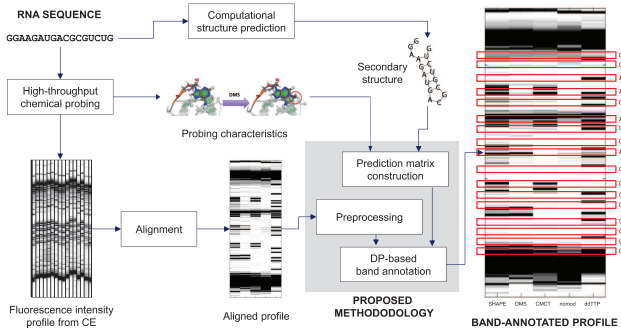 RNA SEQUENCE
GGAAGAUGACGCGUCUG
Computational
structure prediction
Secondary
structure
High-throughput
chemical probing
DMS
Probing characteristics
Prediction matrix
construction
Preprocessing
Alignment
DP-based
band annotation
Fluorescence intensity
profile from CE
Aligned profile
PROPOSED
METHODODOLOGY
SHAPE DMS CMCT nomod ddTTP
BAND-ANNOTATED PROFILE